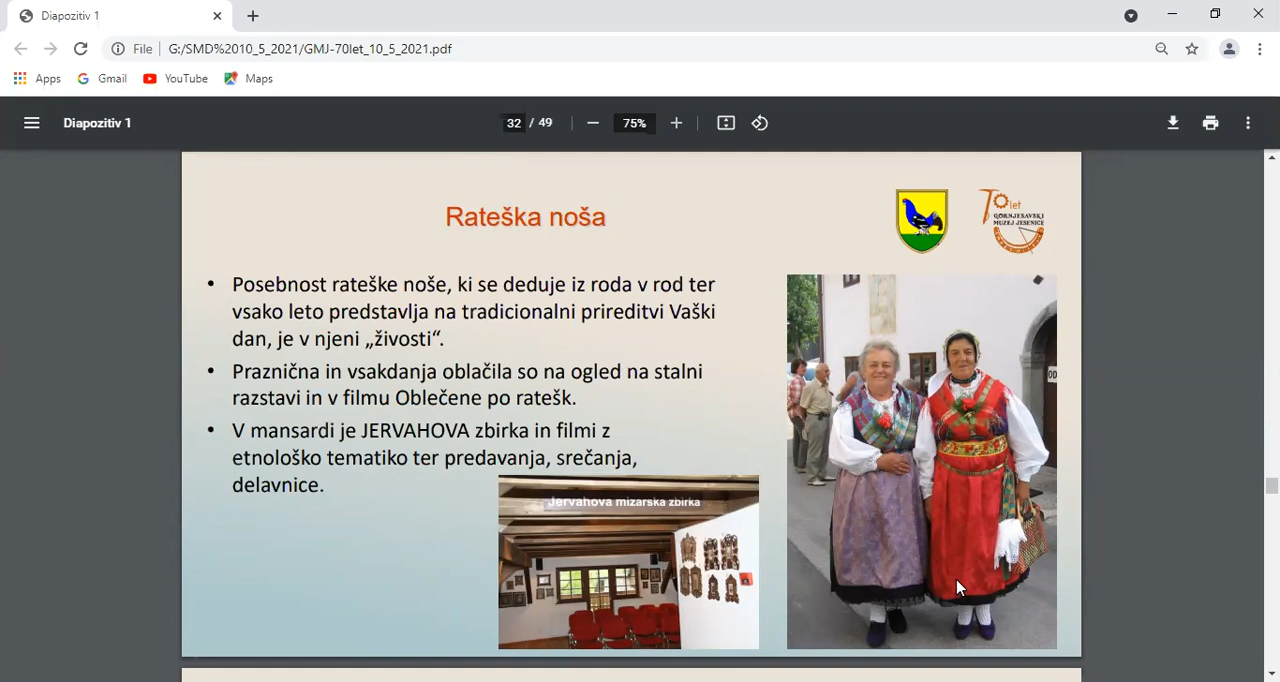 Diapozitiv 1
File
G:/SMD%2010_5_2021/GMJ-70let_10_5_2021.pdf
Apps
Gmail
YouTube
Maps
Diapozitiv 1
32 / 49
75%
Rateška noša
70 let
GORNJESAVSKI
MUZEJ JESENICE
• Posebnost rateške noše, ki se deduje iz roda v rod ter
vsako leto predstavlja na tradicionalni prireditvi Vaški
dan, je v njeni „živosti“.
• Praznična in vsakdanja oblačila so na ogled na stalni
razstavi in v filmu Oblečene po ratešk.
• V mansardi je JERVAHOVA zbirka in filmi z
etnološko tematiko ter predavanja, srečanja,
delavnice.
Jervahova mizarska zbirka